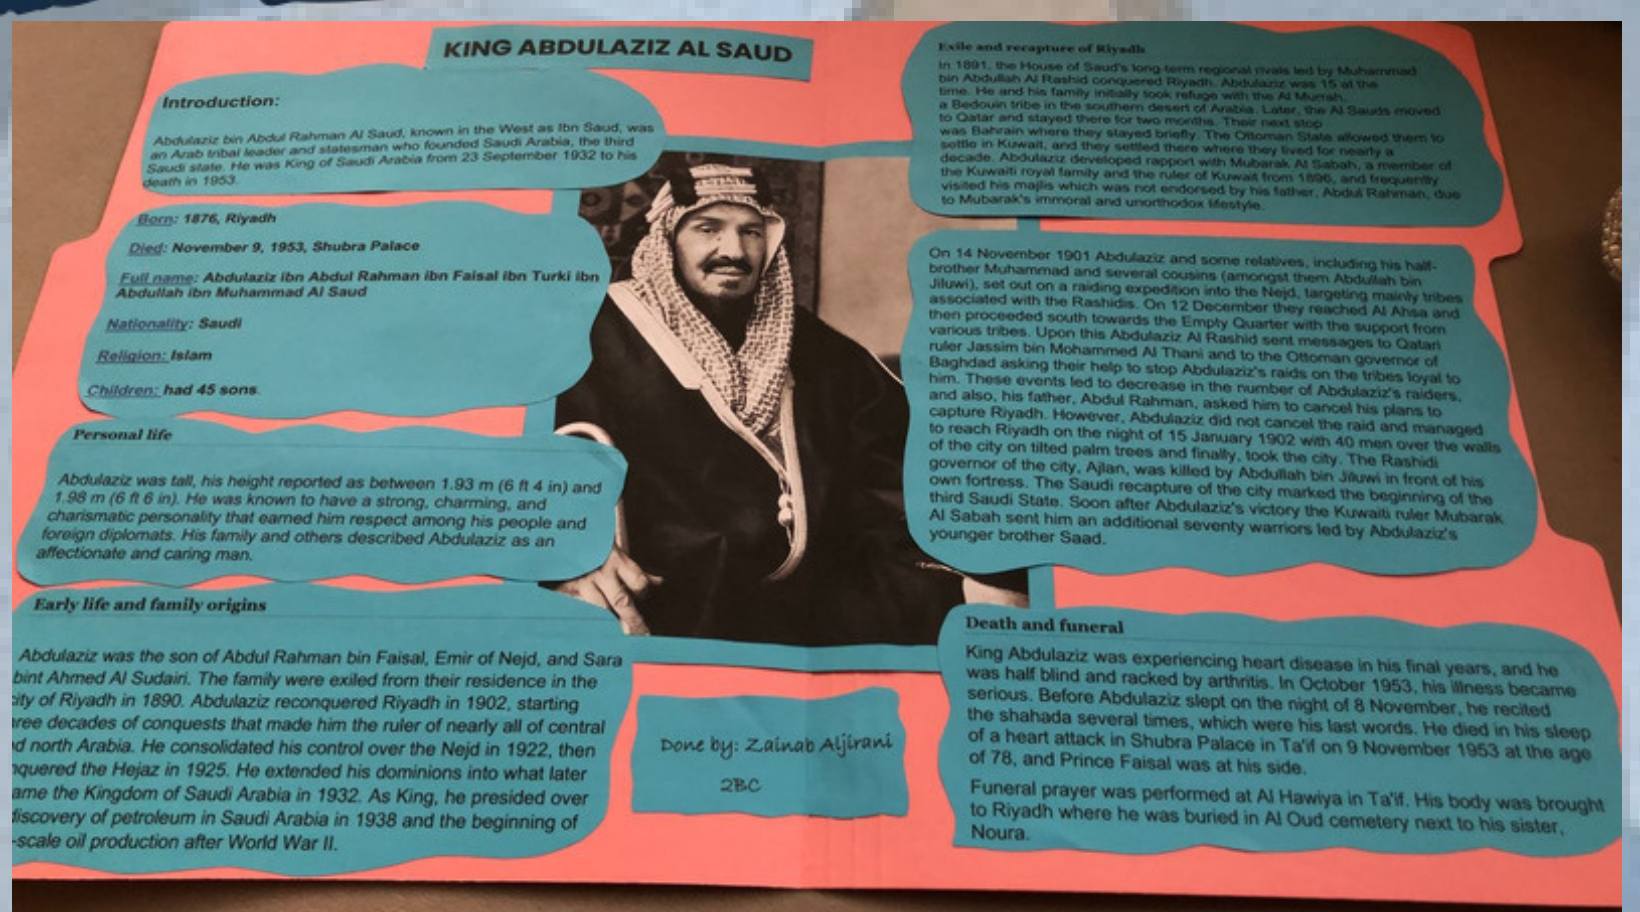 KING ABDULAZIZ AL SAUD
Introduction:
Abdulaziz bin Abdul Rahman Al Saud, known in the West as Ibn Saud, was
an Arab tribal leader and statesman who founded Saudi Arabia, the third
Saudi state. He was King of Saudi Arabia from 23 September 1932 to his
death in 1953.
Born: 1876, Riyadh
Died: November 9, 1953, Shubra Palace
Full name: Abdulaziz ibn Abdul Rahman ibn Faisal ibn Turki ibn
Abdullah ibn Muhammad Al Saud
Nationality: Saudi
Religion: Islam
Children: had 45 sons.
Personal life
Abdulaziz was tall, his height reported as between 1.93 m (6 ft 4 in) and
1.98 m (6 ft 6 in). He was known to have a strong, charming, and
charismatic personality that earned him respect among his people and
foreign diplomats. His family and others described Abdulaziz as an
affectionate and caring man.
Early life and family origins
Abdulaziz was the son of Abdul Rahman bin Faisal, Emir of Nejd, and Sara
bint Ahmed Al Sudairi. The family were exiled from their residence in the
ity of Riyadh in 1890. Abdulaziz reconquered Riyadh in 1902, starting
ree decades of conquests that made him the ruler of nearly all of central
d north Arabia. He consolidated his control over the Nejd in 1922, then
nquered the Hejaz in 1925. He extended his dominions into what later
ame the Kingdom of Saudi Arabia in 1932. As King, he presided over
discovery of petroleum in Saudi Arabia in 1938 and the beginning of
-scale oil production after World War II.
Exile and recapture of Riyadh
In 1891, the House of Saud's long-term regional rivals led by Muhammad
bin Abdullah Al Rashid conquered Riyadh. Abdulaziz was 15 at the
time. He and his family initially took refuge with the Al Murrah,
a Bedouin tribe in the southern desert of Arabia. Later, the Al Sauds moved
to Qatar and stayed there for two months. Their next stop
was Bahrain where they stayed briefly. The Ottoman State allowed them to
settle in Kuwait, and they settled there where they lived for nearly a
decade. Abdulaziz developed rapport with Mubarak Al Sabah, a member of
the Kuwaiti royal family and the ruler of Kuwait from 1896, and frequently
visited his majlis which was not endorsed by his father, Abdul Rahman, due
to Mubarak's immoral and unorthodox lifestyle.
On 14 November 1901 Abdulaziz and some relatives, including his half-
brother Muhammad and several cousins (amongst them Abdullah bin
Jiluwi), set out on a raiding expedition into the Nejd, targeting mainly tribes
associated with the Rashidis. On 12 December they reached Al Ahsa and
then proceeded south towards the Empty Quarter with the support from
various tribes. Upon this Abdulaziz Al Rashid sent messages to Qatari
ruler Jassim bin Mohammed Al Thani and to the Ottoman governor of
Baghdad asking their help to stop Abdulaziz's raids on the tribes loyal to
him. These events led to decrease in the number of Abdulaziz's raiders,
and also, his father, Abdul Rahman, asked him to cancel his plans to
capture Riyadh. However, Abdulaziz did not cancel the raid and managed
to reach Riyadh on the night of 15 January 1902 with 40 men over the walls
of the city on tilted palm trees and finally, took the city. The Rashidi
governor of the city, Ajlan, was killed by Abdullah bin Jiluwi in front of his
own fortress. The Saudi recapture of the city marked the beginning of the
third Saudi State. Soon after Abdulaziz's victory the Kuwaiti ruler Mubarak
Al Sabah sent him an additional seventy warriors led by Abdulaziz's
younger brother Saad.
Death and funeral
King Abdulaziz was experiencing heart disease in his final years, and he
was half blind and racked by arthritis. In October 1953, his illness became
serious. Before Abdulaziz slept on the night of 8 November, he recited
the shahada several times, which were his last words. He died in his sleep
of a heart attack in Shubra Palace in Ta'if on 9 November 1953 at the age
of 78, and Prince Faisal was at his side.
Funeral prayer was performed at Al Hawiya in Ta'if. His body was brought
to Riyadh where he was buried in Al Oud cemetery next to his sister,
Noura.
Done by: Zainab Aljirani
2BC